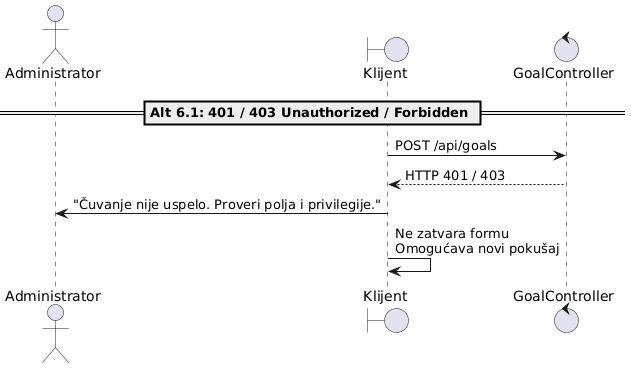 Administrator
Klijent
GoalController
Alt 6.1: 401 / 403 Unauthorized / Forbidden
POST /api/goals
HTTP 401 / 403
"Čuvanje nije uspelo. Proveri polja i privilegije."
Ne zatvara formu
Omogućava novi pokušaj
Administrator
Klijent
GoalController